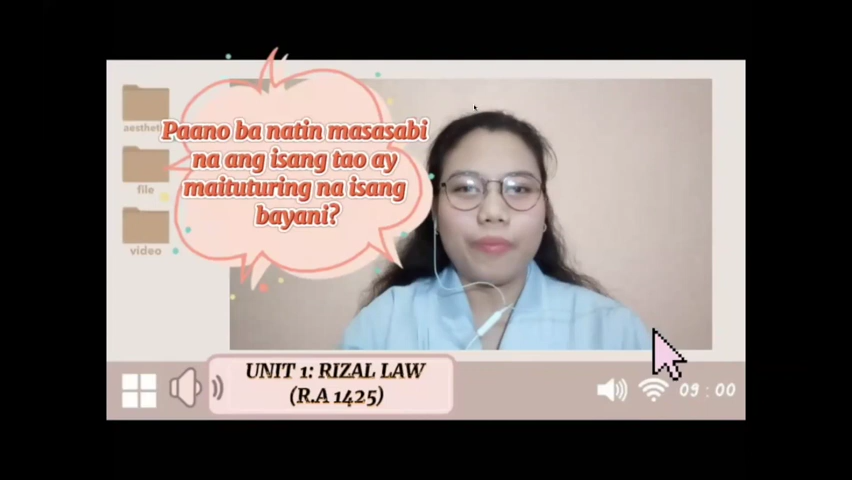 Paano ba natin masasabi
na ang isang tao ay
maituturing na isang
bayani?
file
video
UNIT 1: RIZAL LAW
(R.A 1425)
09:00